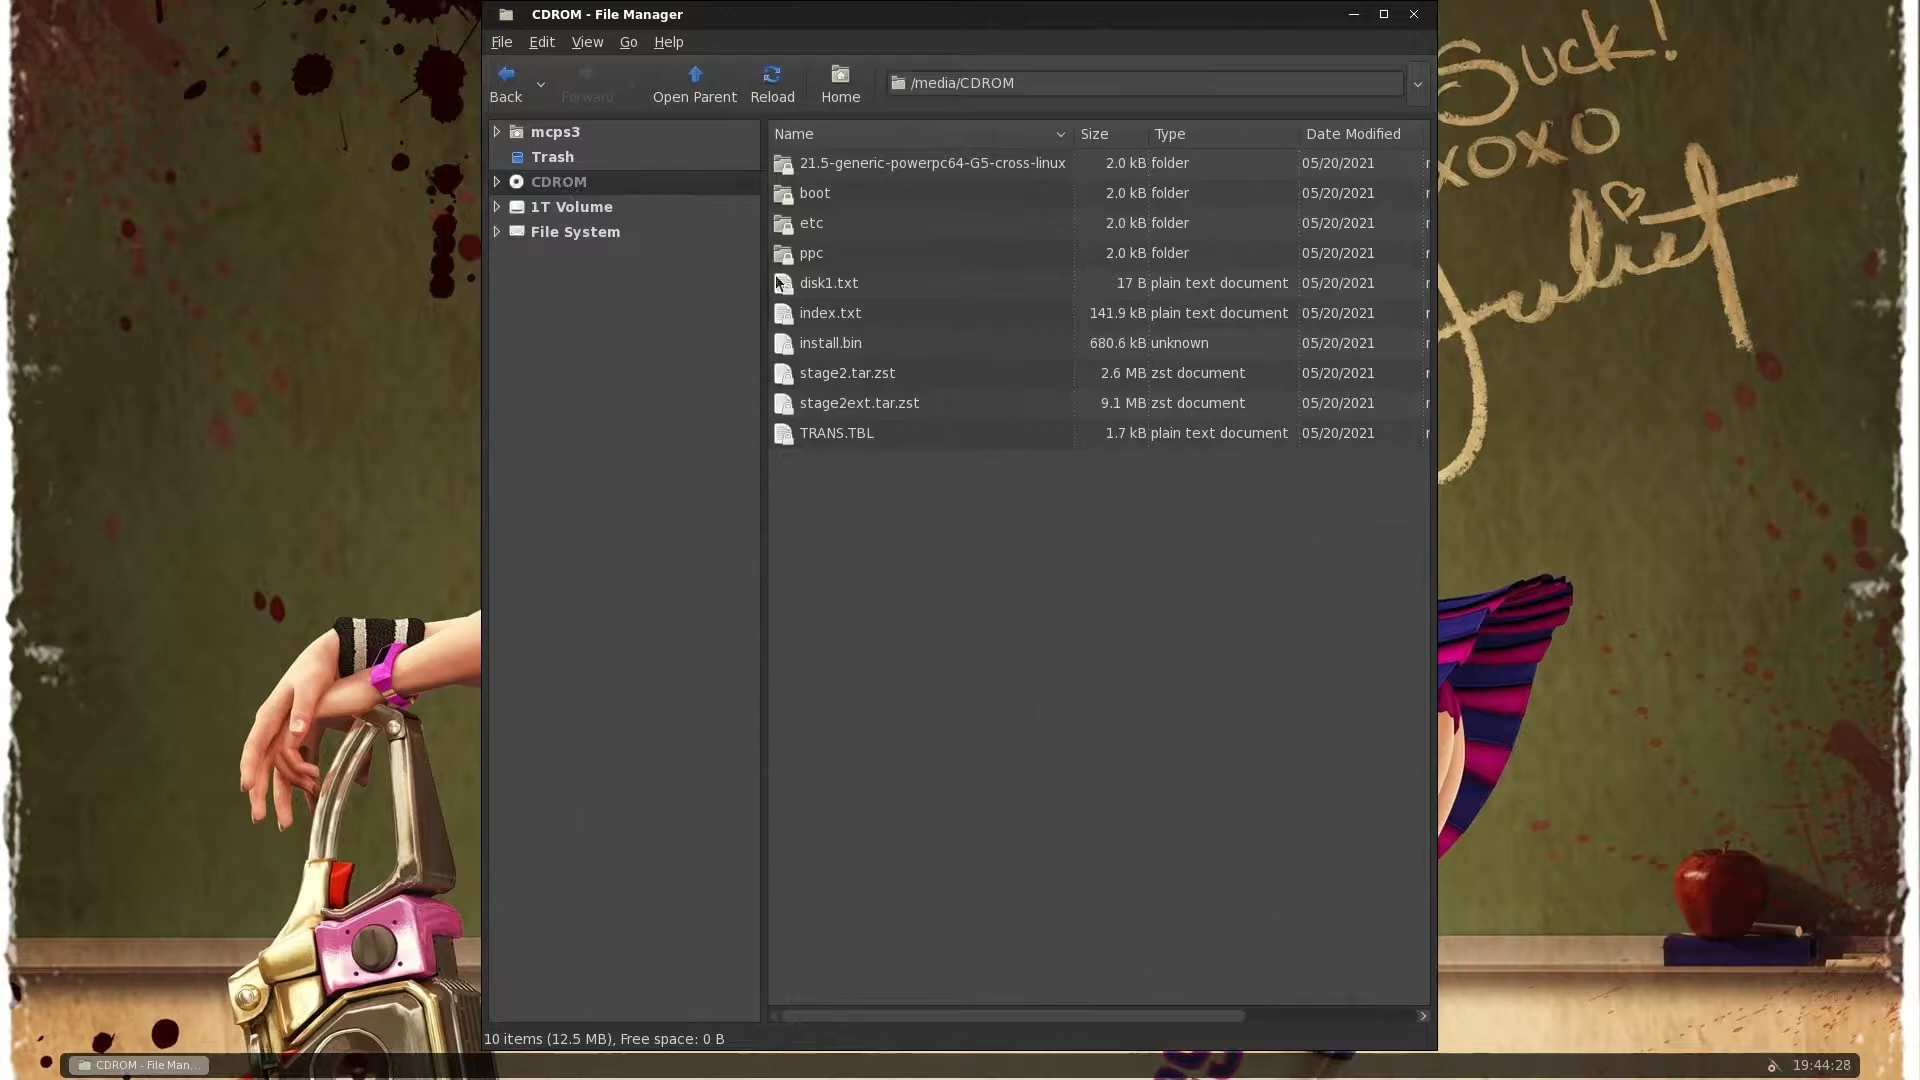 CDROM - File Manager
File Edit View Go Help
Back Forward Open Parent Reload Home /media/CDROM
mcps3
Trash
CDROM
1T Volume
File System
Name Size Type Date Modified
21.5-generic-powerpc64-G5-cross-linux 2.0 kB folder 05/20/2021
boot 2.0 kB folder 05/20/2021
etc 2.0 kB folder 05/20/2021
ppc 2.0 kB folder 05/20/2021
disk1.txt 17 B plain text document 05/20/2021
index.txt 141.9 kB plain text document 05/20/2021
install.bin 680.6 kB unknown 05/20/2021
stage2.tar.zst 2.6 MB zst document 05/20/2021
stage2ext.tar.zst 9.1 MB zst document 05/20/2021
TRANS.TBL 1.7 kB plain text document 05/20/2021
10 items (12.5 MB), Free space: 0 B
Suck!
xoxo
Juliet
CDROM - File Man...
19:44:28